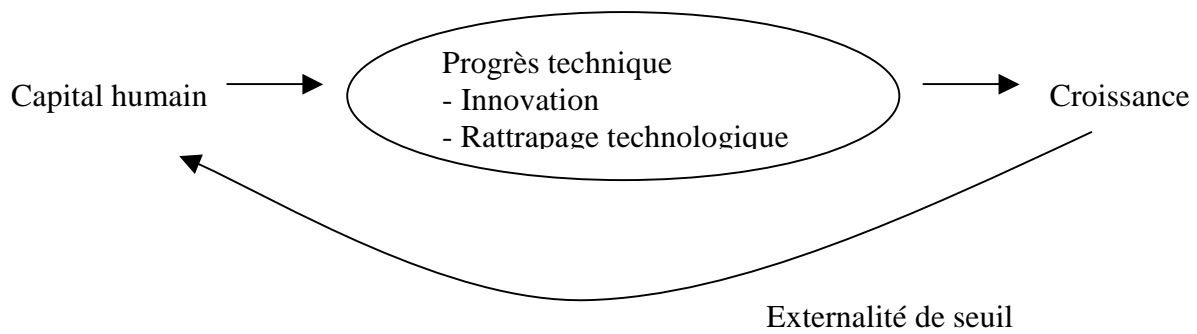 Progrès technique
Capital humain
- Innovation
Croissance
- Rattrapage technologique
Externalité de seuil